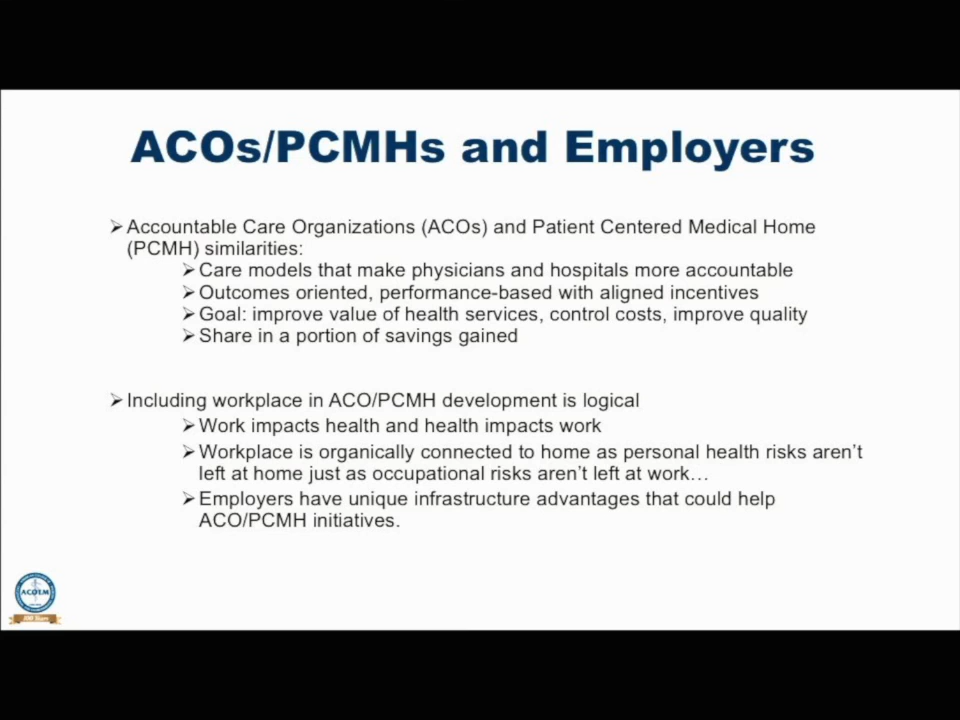 ACOs/PCMHs and Employers
➢Accountable Care Organizations (ACOs) and Patient Centered Medical Home
(PCMH) similarities:
➢Care models that make physicians and hospitals more accountable
➢Outcomes oriented, performance-based with aligned incentives
➢Goal: improve value of health services, control costs, improve quality
➢Share in a portion of savings gained
➢Including workplace in ACO/PCMH development is logical
➢Work impacts health and health impacts work
➢Workplace is organically connected to home as personal health risks aren’t
left at home just as occupational risks aren’t left at work…
➢Employers have unique infrastructure advantages that could help
ACO/PCMH initiatives.
ACOEM